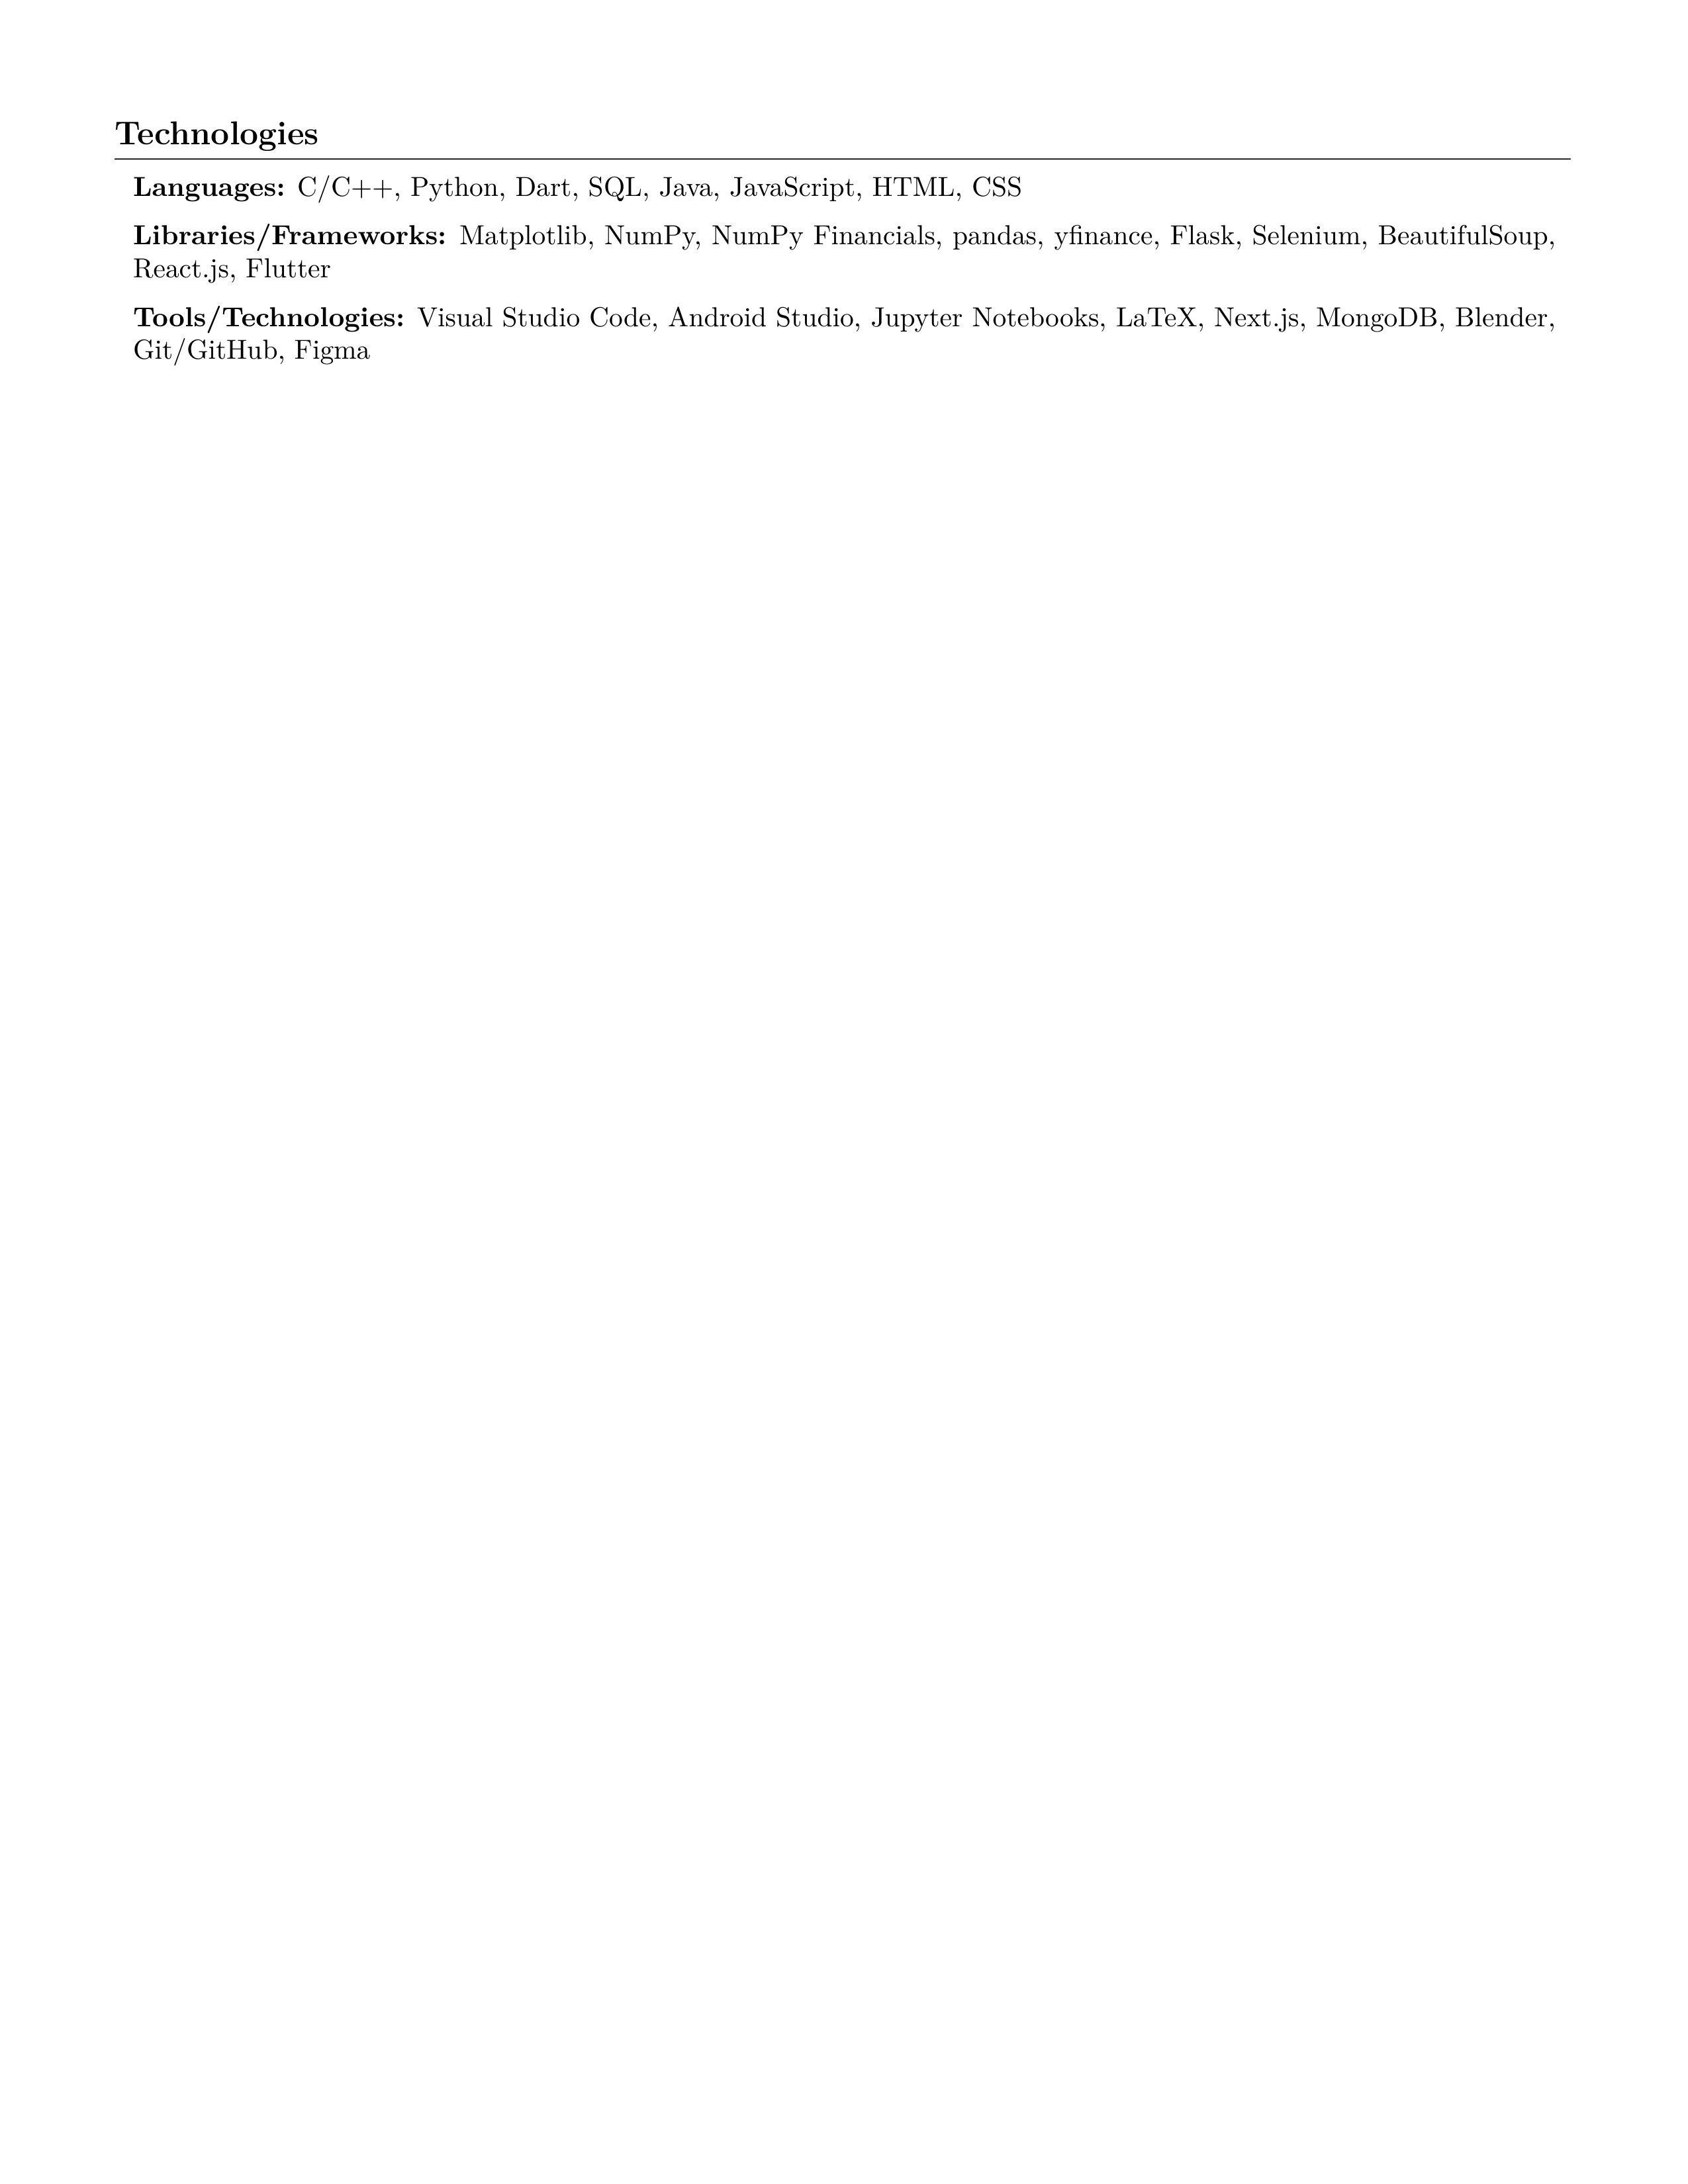 Technologies
Languages: C/C++, Python, Dart, SQL, Java, JavaScript, HTML, CSS
Libraries/Frameworks: Matplotlib, NumPy, NumPy Financials, pandas, yfinance, Flask, Selenium, BeautifulSoup,
React.js, Flutter
Tools/Technologies: Visual Studio Code, Android Studio, Jupyter Notebooks, LaTeX, Next.js, MongoDB, Blender,
Git/GitHub, Figma